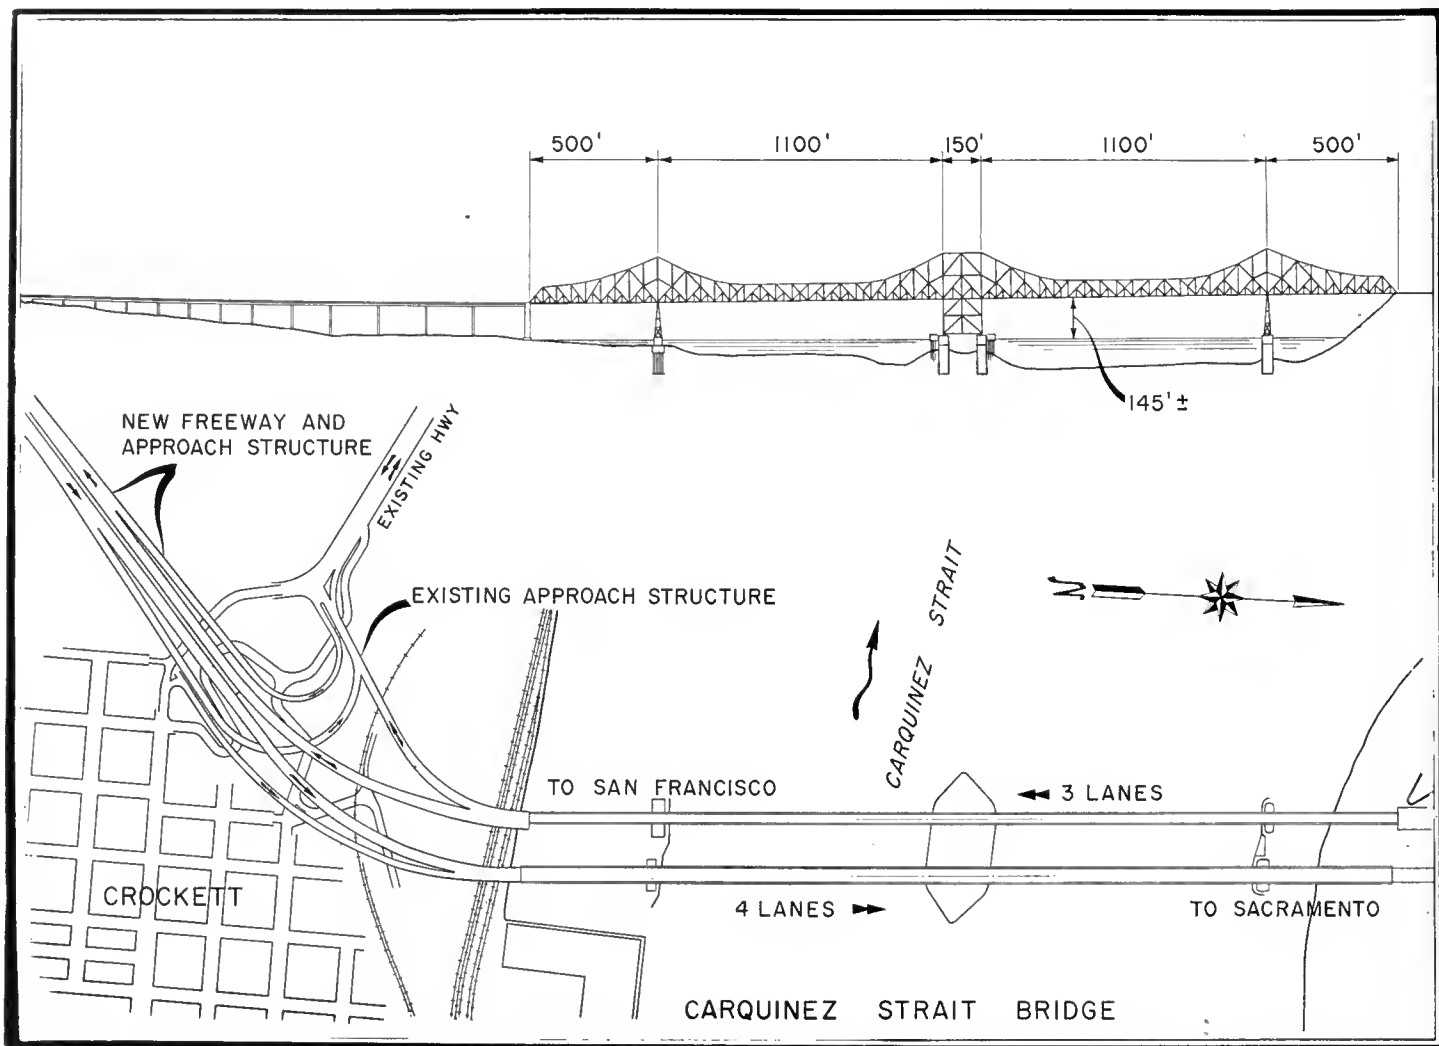 500' 1100' 150' 1100' 500'
145'±
NEW FREEWAY AND
APPROACH STRUCTURE
EXISTING HWY
EXISTING APPROACH STRUCTURE
CARQUINEZ STRAIT
N
TO SAN FRANCISCO
3 LANES
CROCKETT
4 LANES
TO SACRAMENTO
CARQUINEZ STRAIT BRIDGE